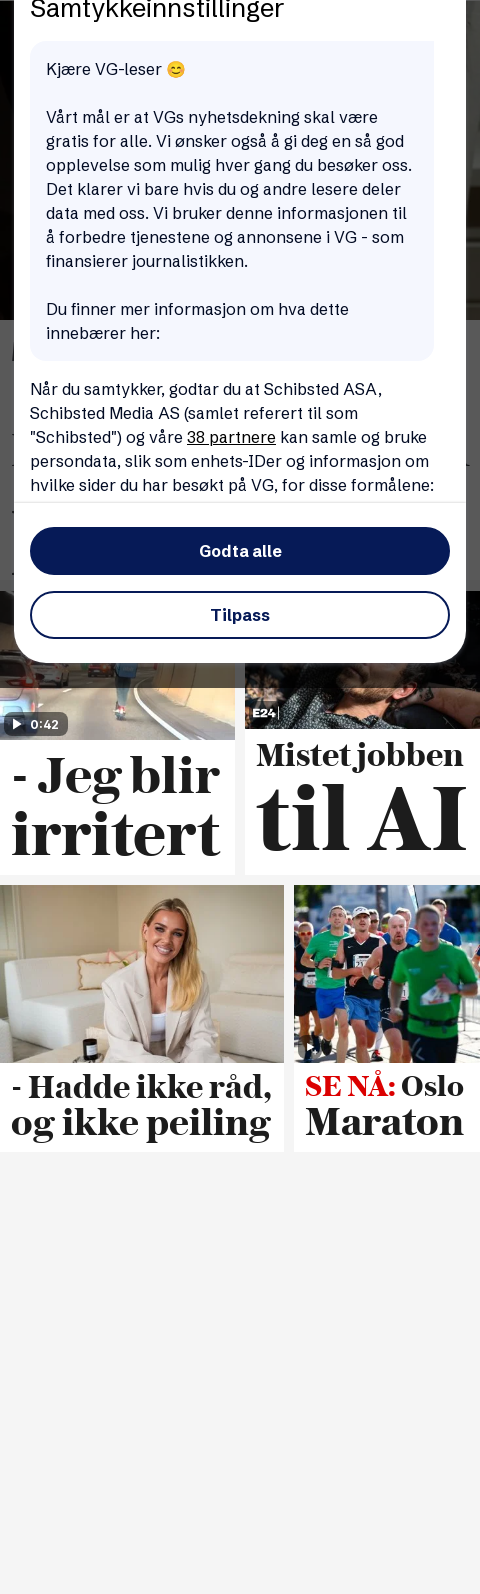 Samtykkeinnstillinger
Kjære VG-leser 😊
Vårt mål er at VGs nyhetsdekning skal være
gratis for alle. Vi ønsker også å gi deg en så god
opplevelse som mulig hver gang du besøker oss.
Det klarer vi bare hvis du og andre lesere deler
data med oss. Vi bruker denne informasjonen til
å forbedre tjenestene og annonsene i VG - som
finansierer journalistikken.
Du finner mer informasjon om hva dette
innebærer her:
Når du samtykker, godtar du at Schibsted ASA,
Schibsted Media AS (samlet referert til som
"Schibsted") og våre 38 partnere kan samle og bruke
persondata, slik som enhets-IDer og informasjon om
hvilke sider du har besøkt på VG, for disse formålene:
Godta alle
Tilpass
0:42
E24
- Jeg blir
irritert
Mistet jobben
til AI
- Hadde ikke råd,
og ikke peiling
SE NÅ: Oslo
Maraton